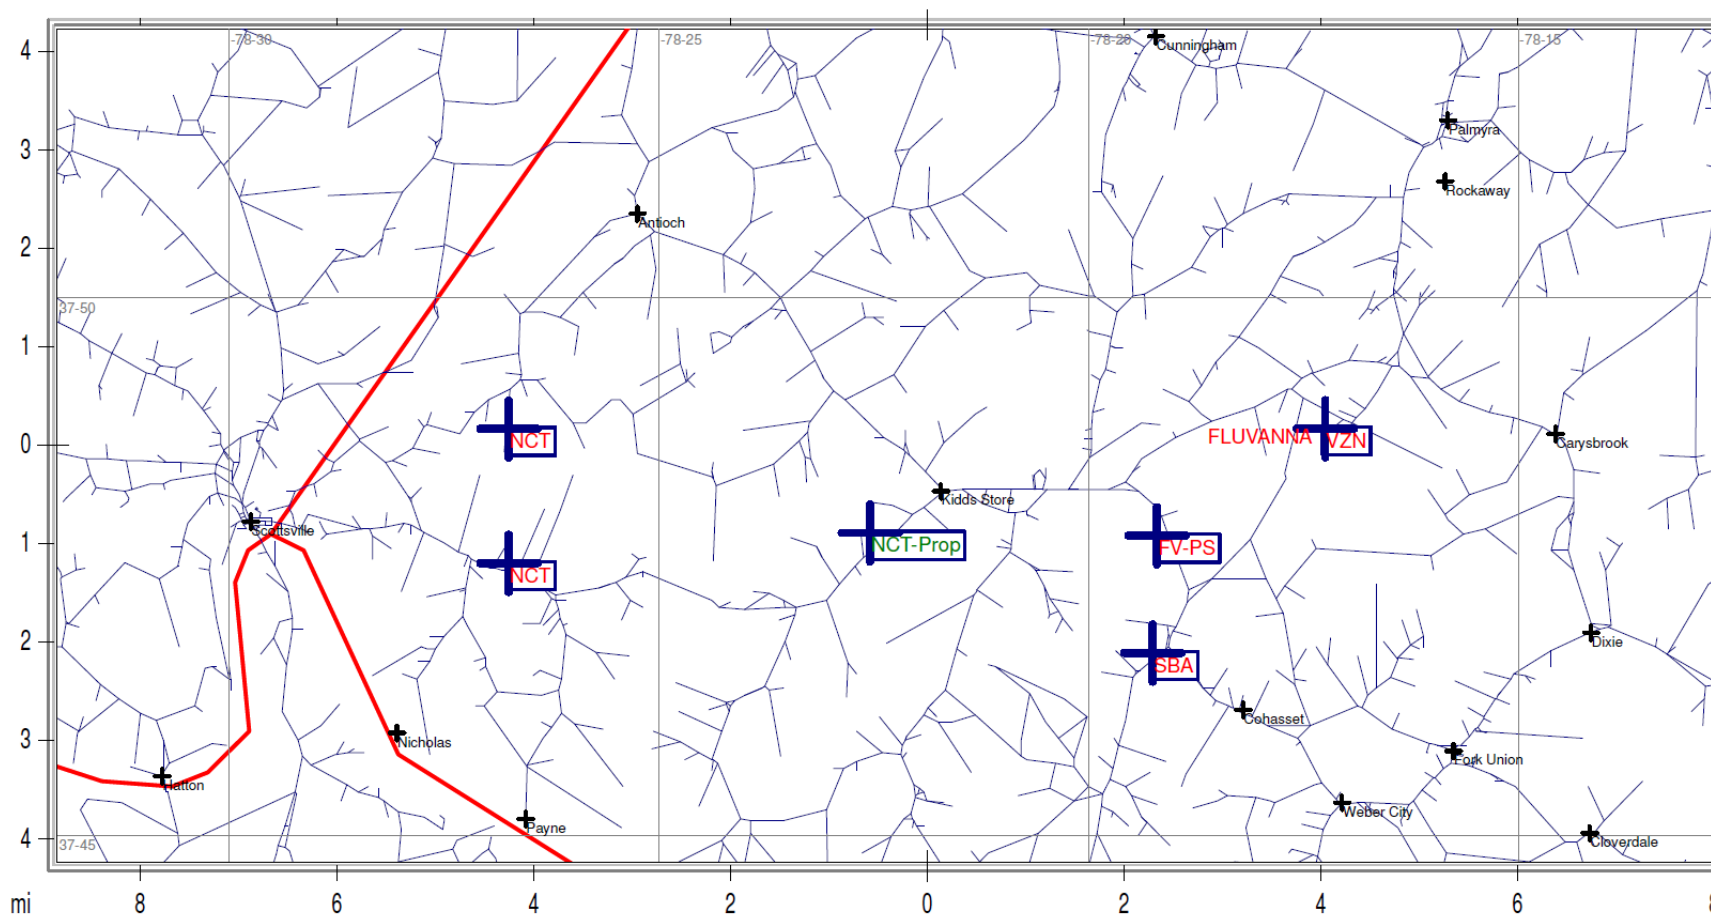 -78-30
-78-25
-78-20
-78-15
4
Cunningham
3
Palmyra
Rockaway
2
Antioch
37-50
1
0
NCT
FLUVANNA
VZN
Carysbrook
Kidds Store
Scottsville
1
NCT-Prop
FV-PS
NCT
2
Dixie
SBA
Cohasset
3
Nicholas
Fork Union
Hatton
Weber City
Payne
4
37-45
Cloverdale
mi
8
6
4
2
0
2
4
6
8